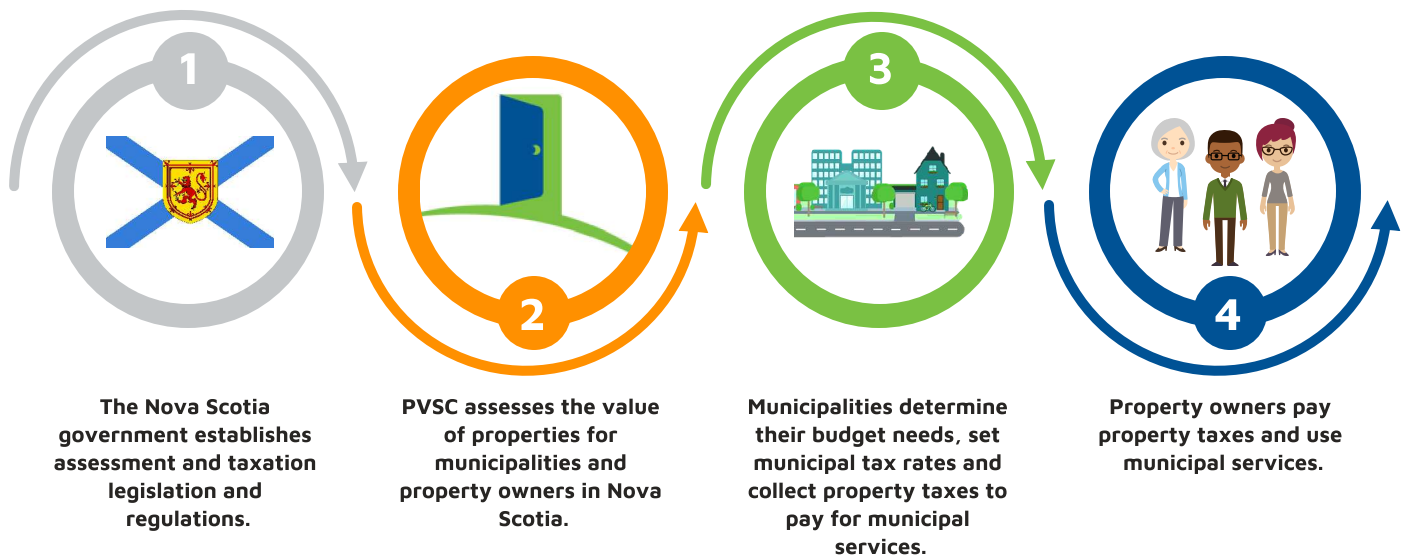 1
The Nova Scotia
government establishes
assessment and taxation
legislation and
regulations.
2
PVSC assesses the value
of properties for
municipalities and
property owners in Nova
Scotia.
3
Municipalities determine
their budget needs, set
municipal tax rates and
collect property taxes to
pay for municipal
services.
4
Property owners pay
property taxes and use
municipal services.